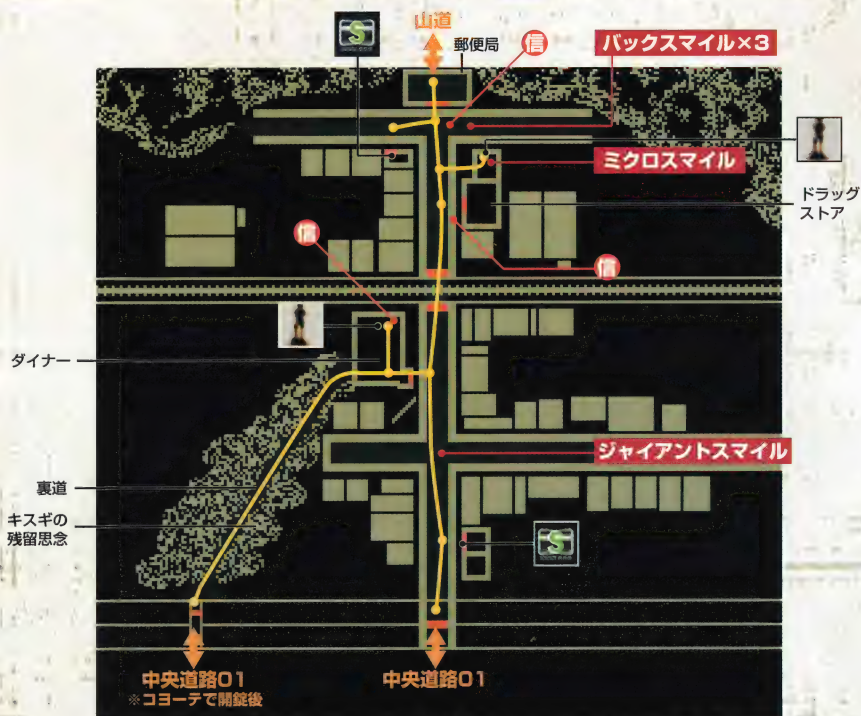 山道
郵便局
信
バックスマイル×3
S
ミクロスマイル
ドラッグ
ストア
信
信
ダイナー
ジャイアントスマイル
裏道
キスギの
残留思念
S
中央道路01
※コヨーテで開錠後
中央道路01